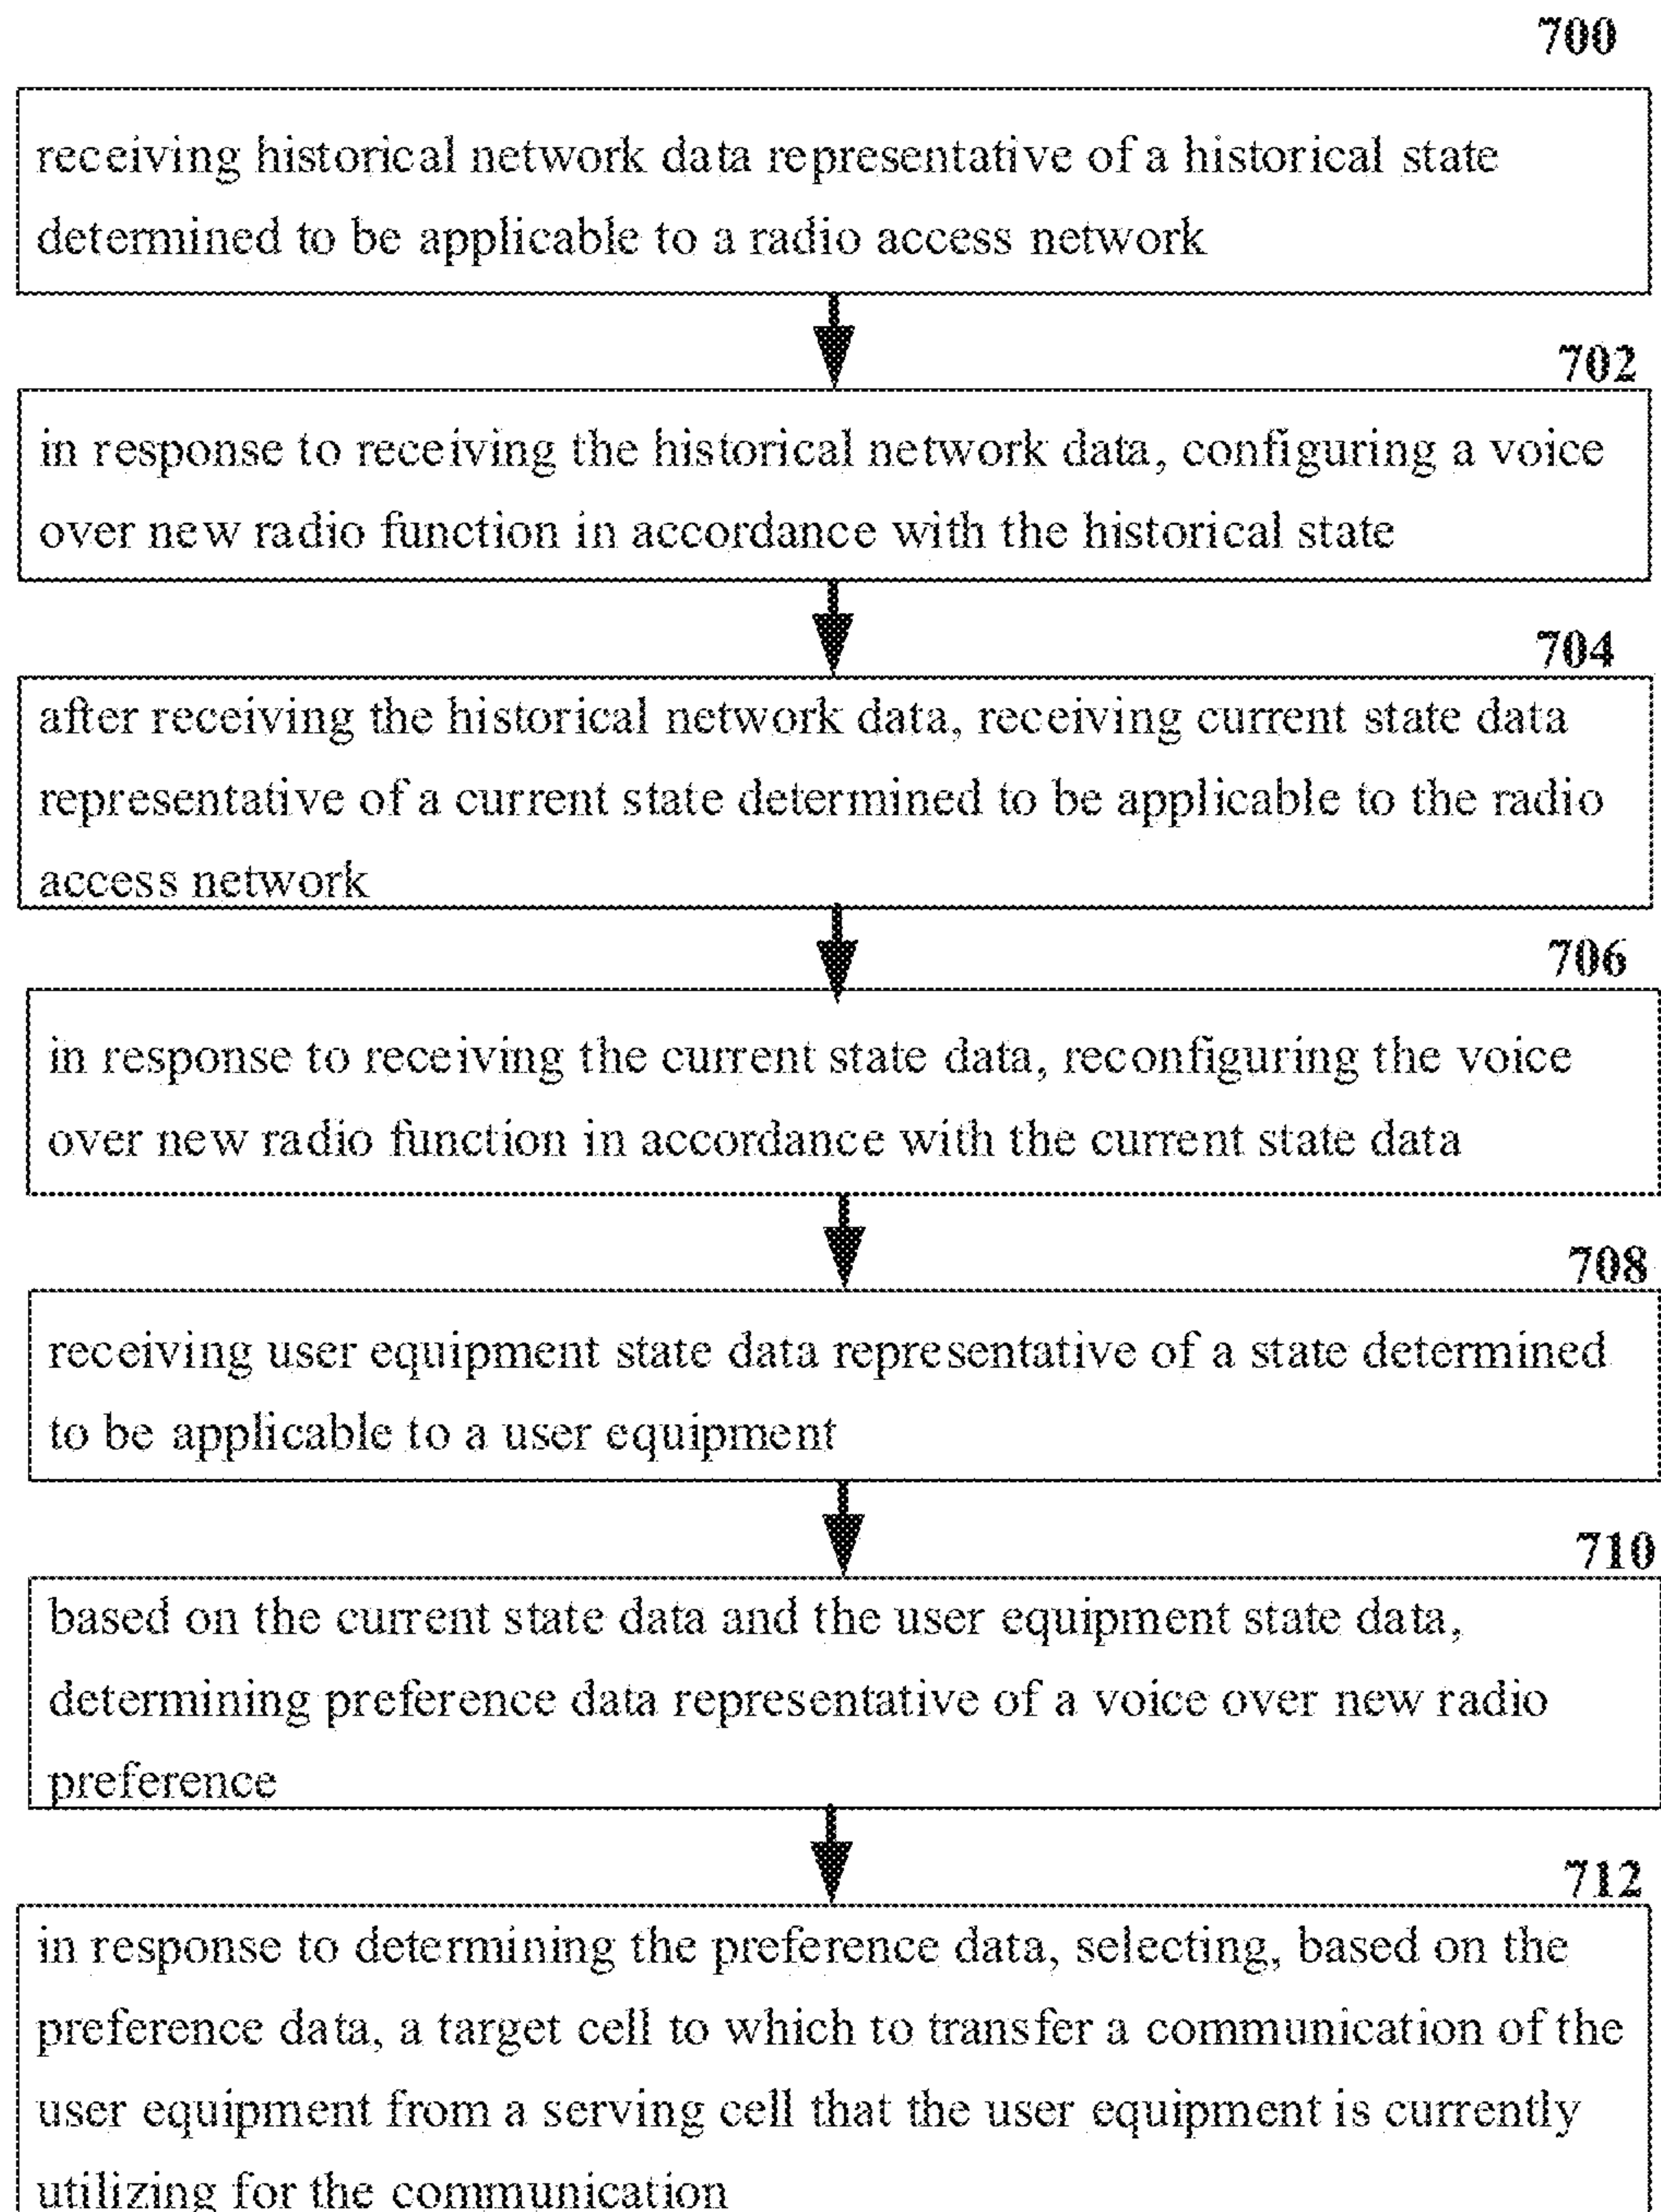 700
receiving historical network data representative of a historical state
determined to be applicable to a radio access network
702
in response to receiving the historical network data, configuring a voice
over new radio function in accordance with the historical state
704
after receiving the historical network data, receiving current state data
representative of a current state determined to be applicable to the radio
access network
706
in response to receiving the current state data, reconfiguring the voice
over new radio function in accordance with the current state data
708
receiving user equipment state data representative of a state determined
to be applicable to a user equipment
710
based on the current state data and the user equipment state data,
determining preference data representative of a voice over new radio
preference
712
in response to determining the preference data, selecting, based on the
preference data, a target cell to which to transfer a communication of the
user equipment from a serving cell that the user equipment is currently
utilizing for the communication